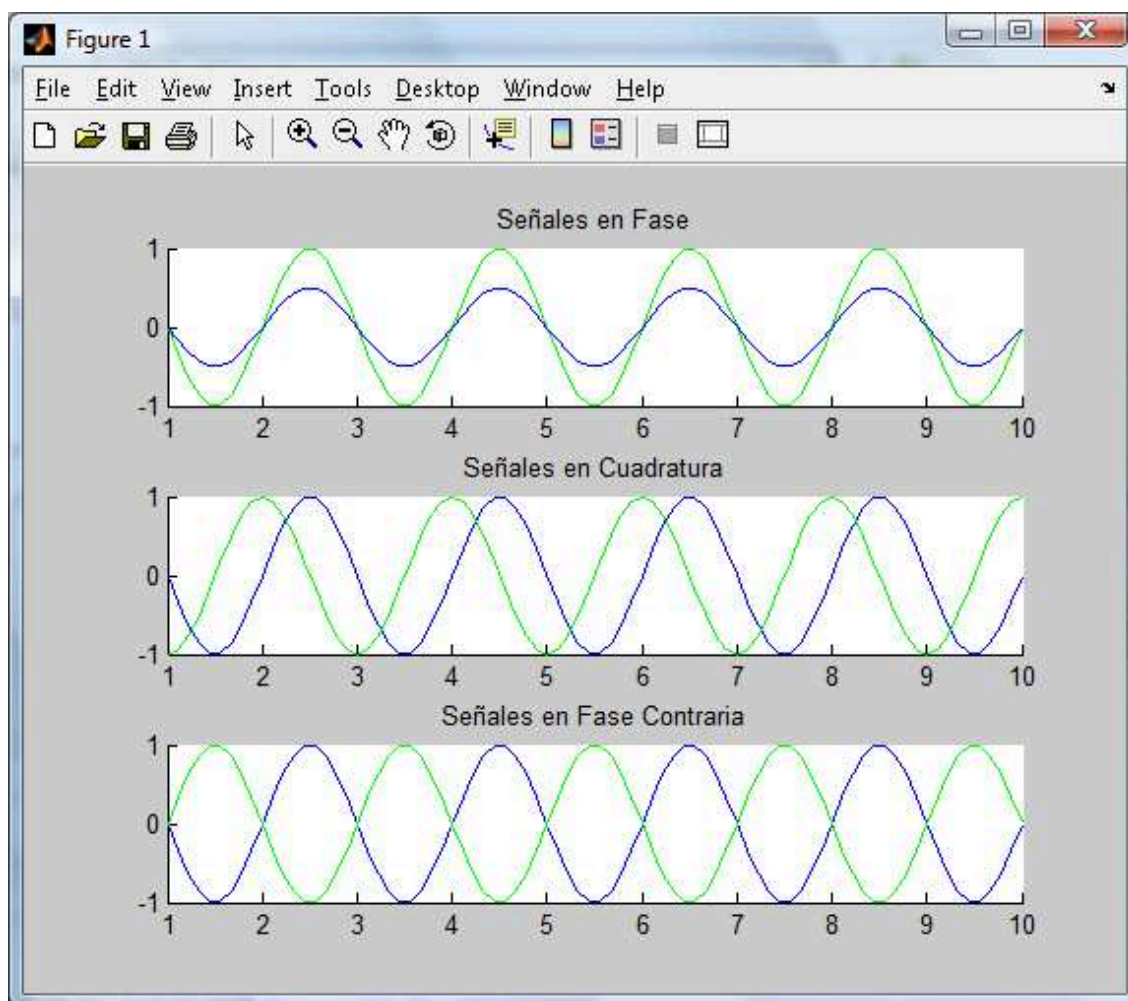 Figure 1
File Edit View Insert Tools Desktop Window Help
Señales en Fase
1
0
-1
1 2 3 4 5 6 7 8 9 10
Señales en Cuadratura
1
0
-1
1 2 3 4 5 6 7 8 9 10
Señales en Fase Contraria
1
0
-1
1 2 3 4 5 6 7 8 9 10